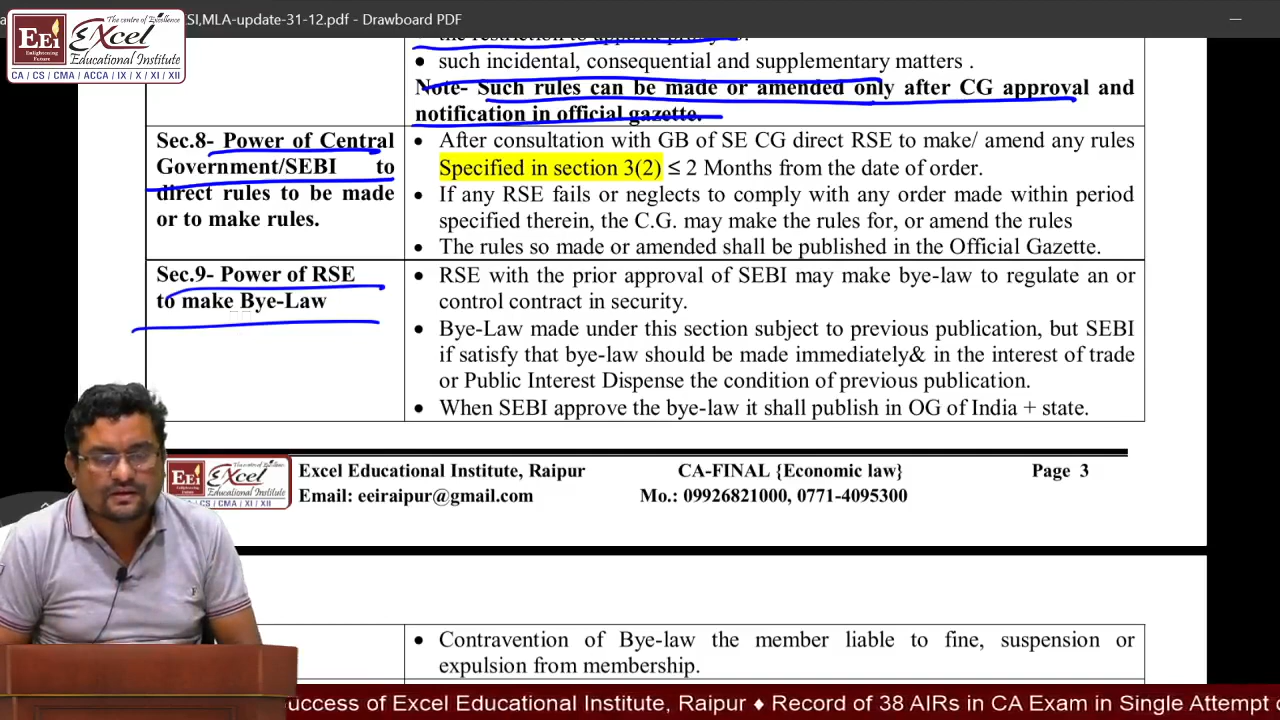 SI,MLA-update-31-12.pdf - Drawboard PDF
EEi
Enlightening
Future
The centre of Excellence
EXcel
Educational Institute
CA / CS / CMA / ACCA / IX / X / XI / XII
• such incidental, consequential and supplementary matters .
Note- Such rules can be made or amended only after CG approval and
notification in official gazette.
Sec.8- Power of Central
Government/SEBI to
direct rules to be made
or to make rules.
• After consultation with GB of SE CG direct RSE to make/ amend any rules
Specified in section 3(2) ≤ 2 Months from the date of order.
• If any RSE fails or neglects to comply with any order made within period
specified therein, the C.G. may make the rules for, or amend the rules
• The rules so made or amended shall be published in the Official Gazette.
Sec.9- Power of RSE
to make Bye-Law
• RSE with the prior approval of SEBI may make bye-law to regulate an or
control contract in security.
• Bye-Law made under this section subject to previous publication, but SEBI
if satisfy that bye-law should be made immediately& in the interest of trade
or Public Interest Dispense the condition of previous publication.
• When SEBI approve the bye-law it shall publish in OG of India + state.
EEi
EXcel
Educational Institute
/ CS / CMA / XI / XII
Excel Educational Institute, Raipur
CA-FINAL {Economic law}
Page 3
Email: eeiraipur@gmail.com
Mo.: 09926821000, 0771-4095300
• Contravention of Bye-law the member liable to fine, suspension or
expulsion from membership.
uccess of Excel Educational Institute, Raipur ♦ Record of 38 AIRs in CA Exam in Single Attempt